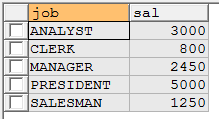 job sal
ANALYST 3000
CLERK 800
MANAGER 2450
PRESIDENT 5000
SALESMAN 1250